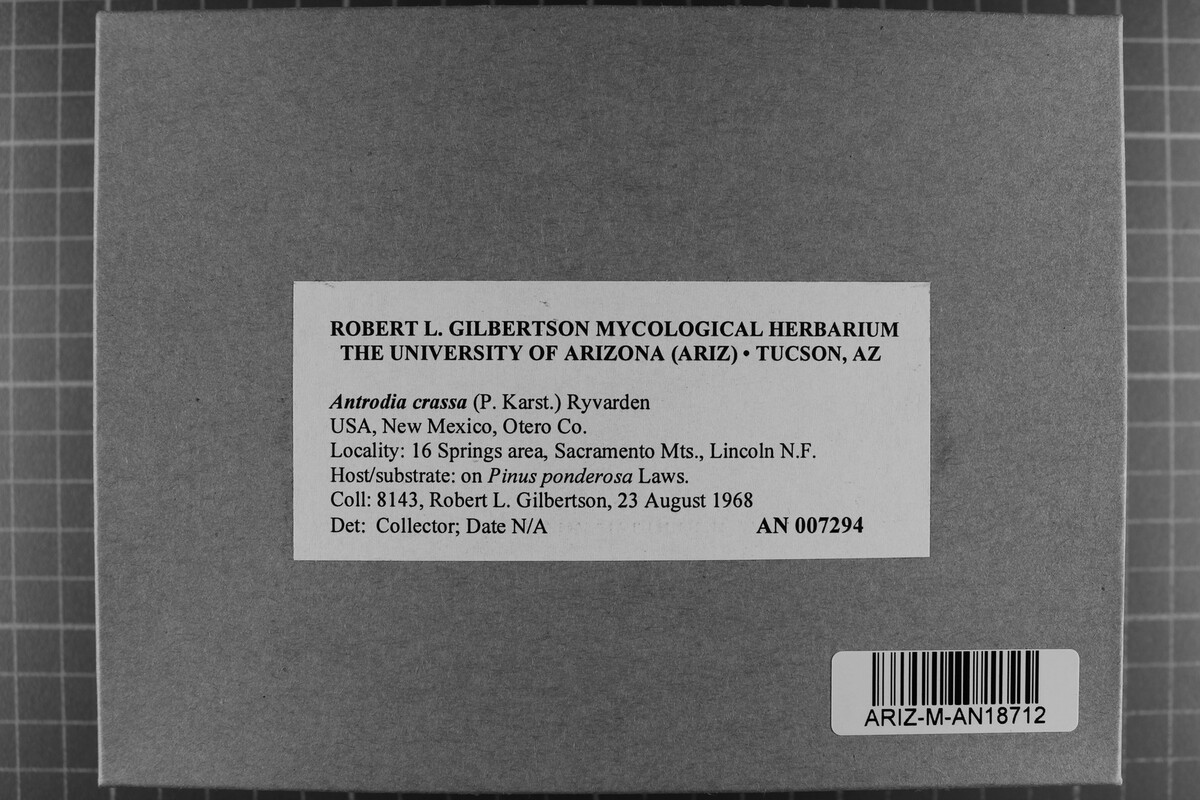 ROBERT L. GILBERTSON MYCOLOGICAL HERBARIUM
THE UNIVERSITY OF ARIZONA (ARIZ) • TUCSON, AZ
Antrodia crassa (P. Karst.) Ryvarden
USA, New Mexico, Otero Co.
Locality: 16 Springs area, Sacramento Mts., Lincoln N.F.
Host/substrate: on Pinus ponderosa Laws.
Coll: 8143, Robert L. Gilbertson, 23 August 1968
Det: Collector; Date N/A AN 007294
ARIZ-M-AN18712